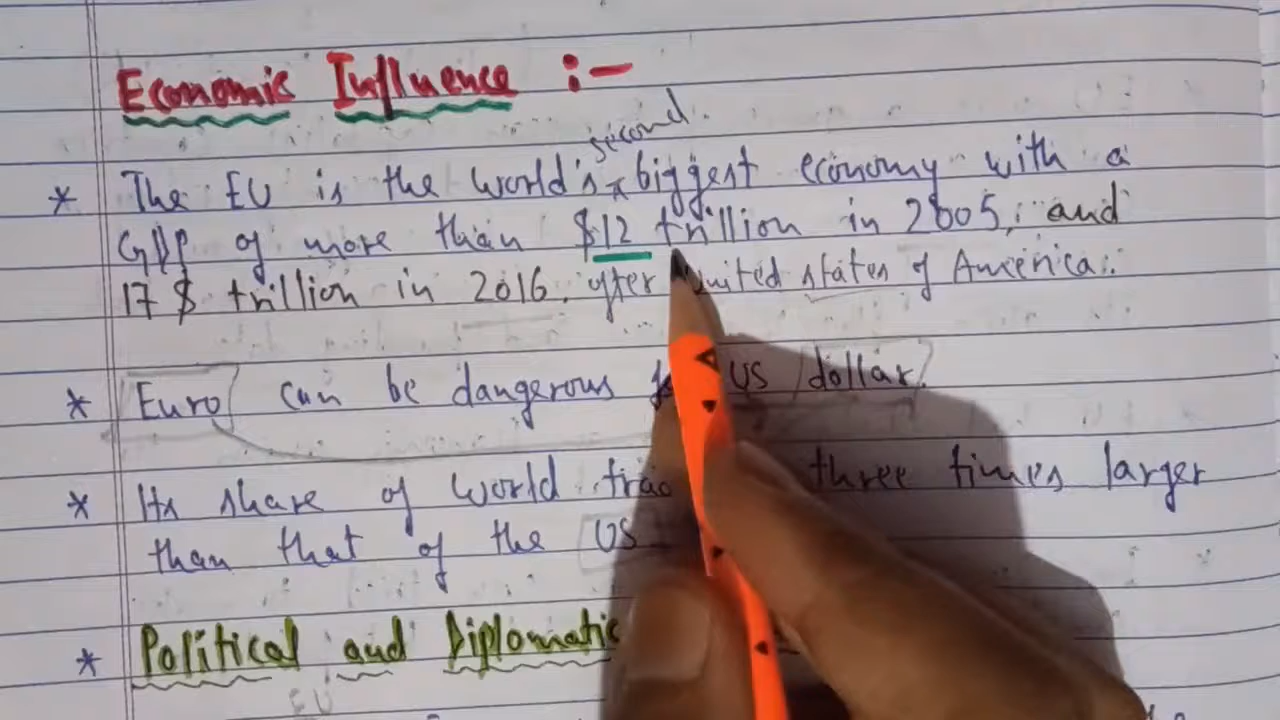 Economic Influence :-
second.
* The EU is the world's x biggest economy with a
GDP of more than $12 trillion in 2005, and
17 $ trillion in 2016. after United states of America.
* Euro can be dangerous US dollar.
* Its share of world three times larger
than that of the US
* Political and Diplomatic
EU